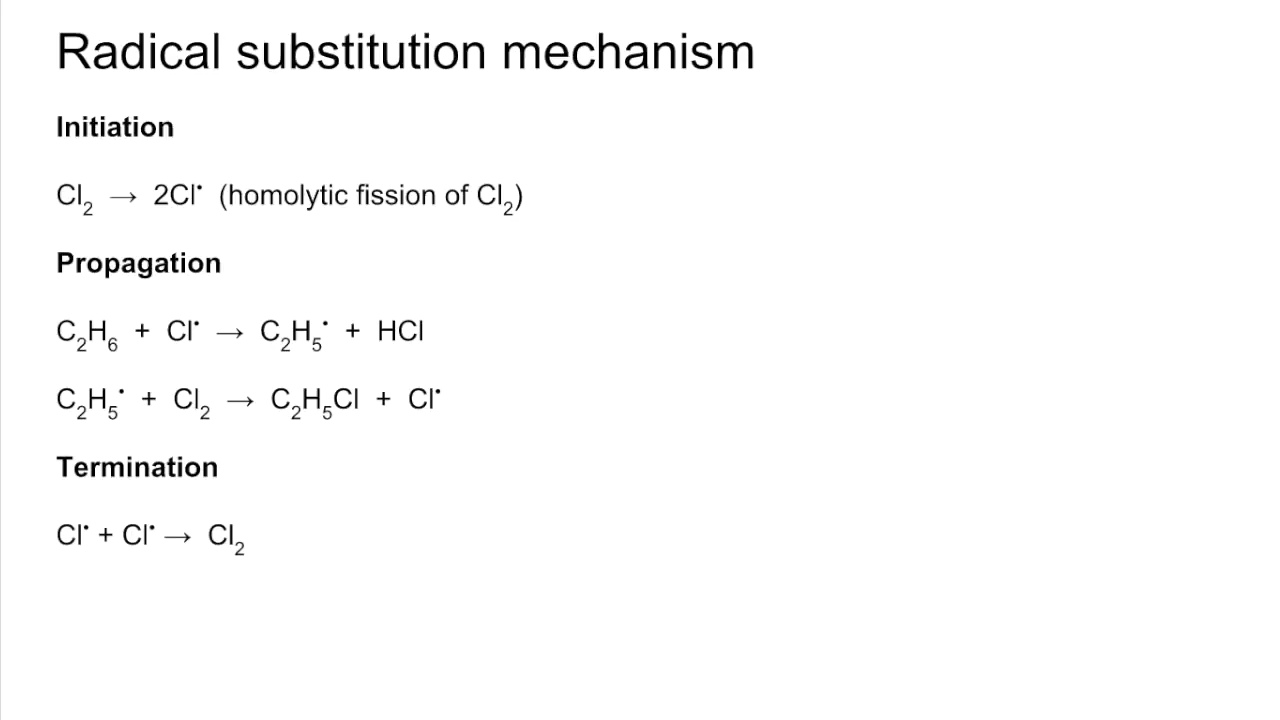 Radical substitution mechanism
Initiation
Cl₂ → 2Cl• (homolytic fission of Cl₂)
Propagation
C₂H₆ + Cl• → C₂H₅• + HCl
C₂H₅• + Cl₂ → C₂H₅Cl + Cl•
Termination
Cl• + Cl• → Cl₂